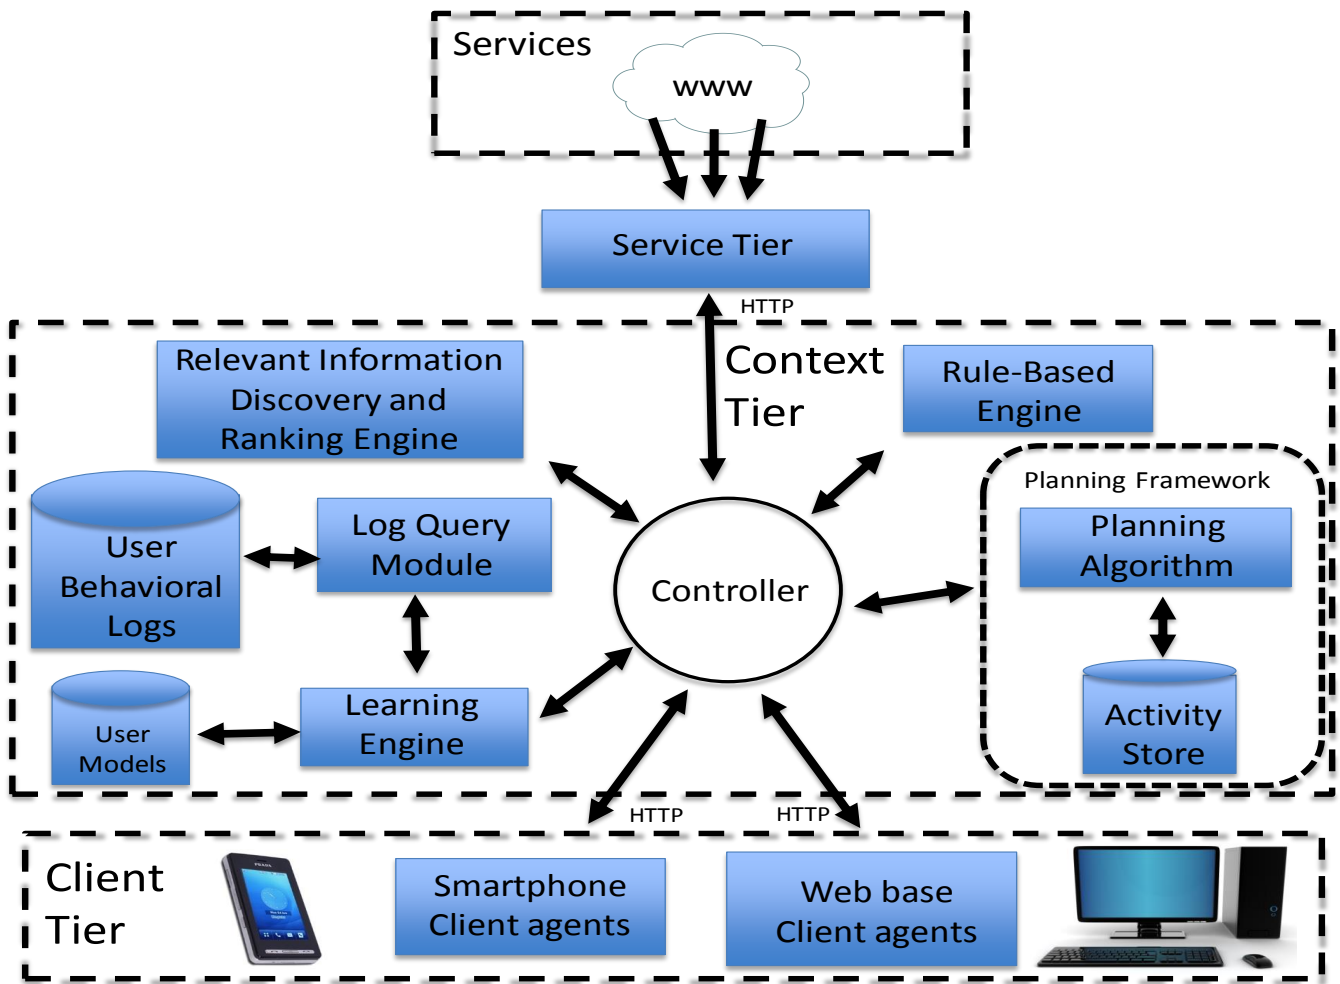 Services
www
Service Tier
HTTP
Context
Tier
Relevant Information
Discovery and
Ranking Engine
Rule-Based
Engine
Planning Framework
Planning
Algorithm
Activity
Store
User
Behavioral
Logs
Log Query
Module
Controller
User
Models
Learning
Engine
HTTP
HTTP
Client
Tier
PRADA
Smartphone
Client agents
Web base
Client agents